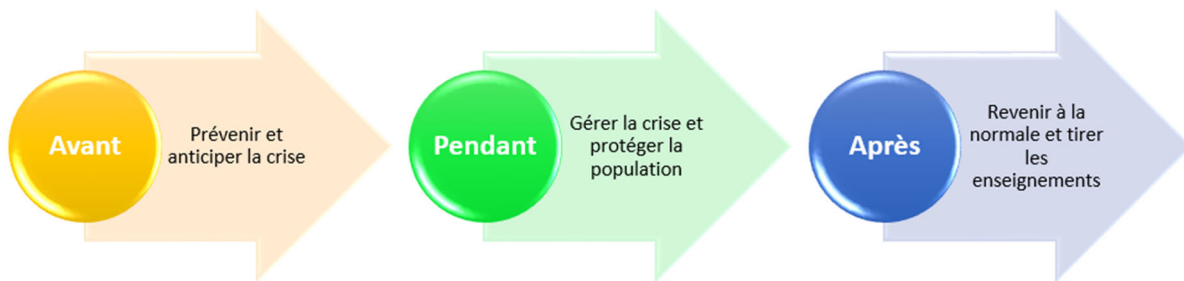 Avant
Prévenir et
anticiper la crise
Pendant
Gérer la crise et
protéger la
population
Après
Revenir à la
normale et tirer
les
enseignements